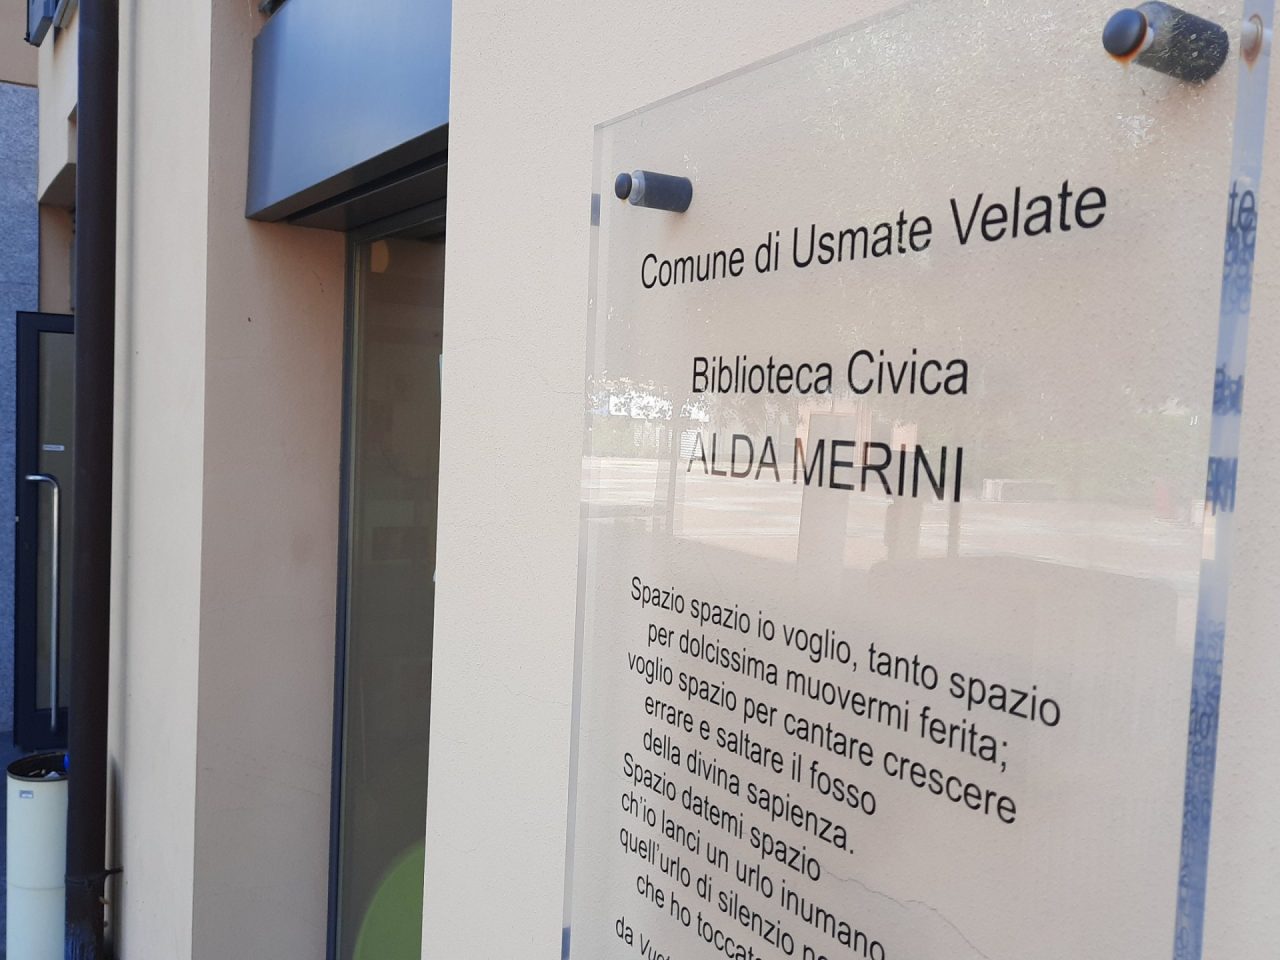 Comune di Usmate Velate
Biblioteca Civica
ALDA MERINI
Spazio spazio io voglio, tanto spazio
per dolcissima muovermi ferita;
voglio spazio per cantare crescere
errare e saltare il fosso
della divina sapienza.
Spazio datemi spazio
ch'io lanci un urlo inumano
quell'urlo di silenzio
che ho
da